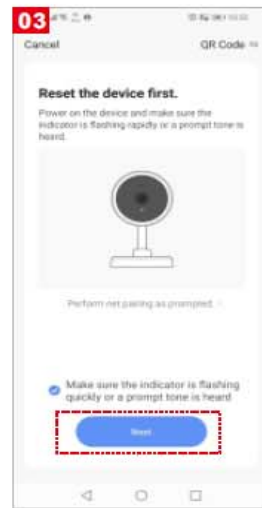 03
Cancel
QR Code
Reset the device first.
Power on the device and make sure the
indicator is flashing rapidly or a prompt tone is
heard.
Perform net pairing as prompted. >
Make sure the indicator is flashing
quickly or a prompt tone is heard
Next